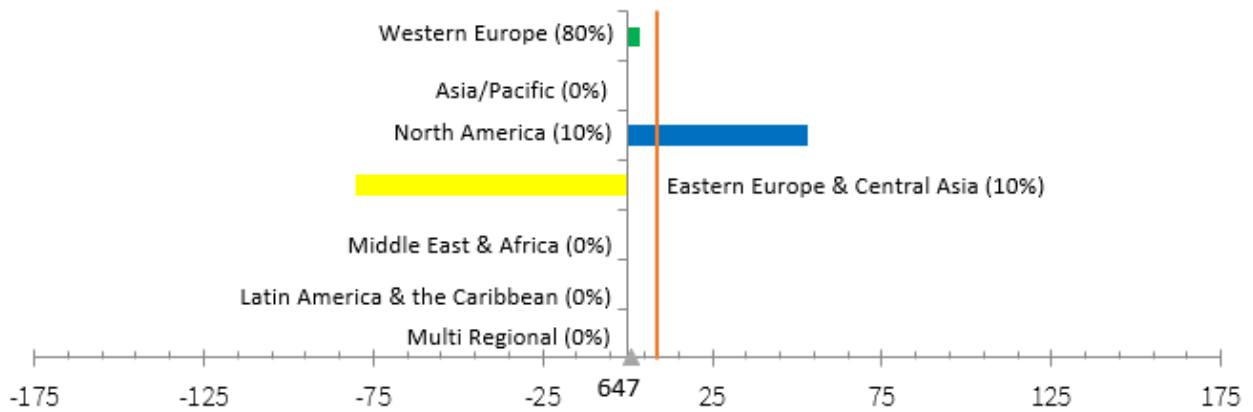 Western Europe (80%)
Asia/Pacific (0%)
North America (10%)
Eastern Europe & Central Asia (10%)
Middle East & Africa (0%)
Latin America & the Caribbean (0%)
Multi Regional (0%)
-175 -125 -75 -25 647 25 75 125 175